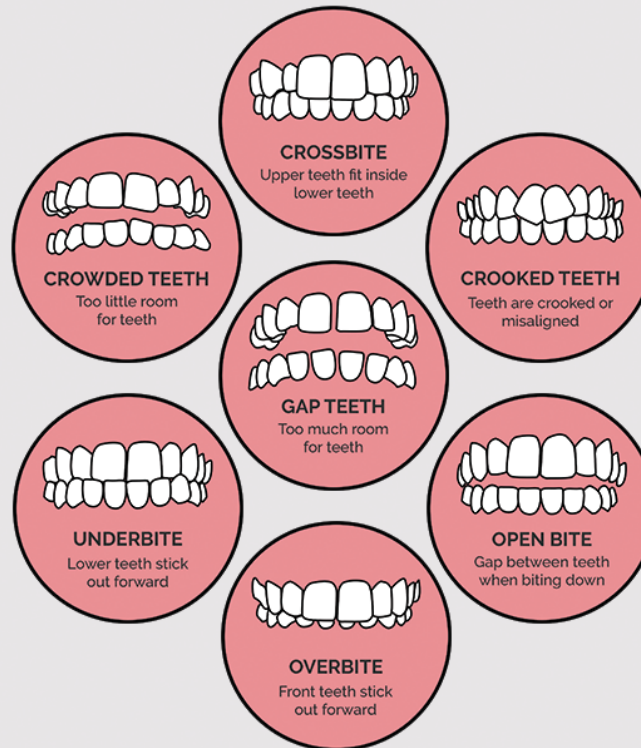 CROSSBITE
Upper teeth fit inside
lower teeth
CROWDED TEETH
Too little room
for teeth
CROOKED TEETH
Teeth are crooked or
misaligned
GAP TEETH
Too much room
for teeth
UNDERBITE
Lower teeth stick
out forward
OPEN BITE
Gap between teeth
when biting down
OVERBITE
Front teeth stick
out forward